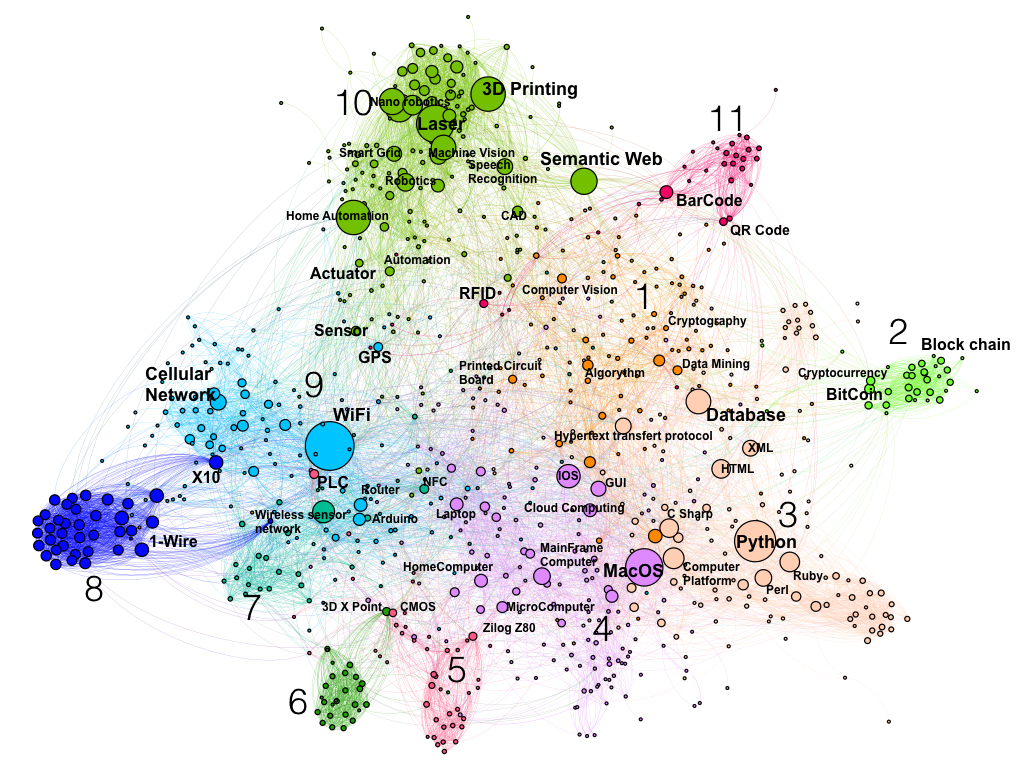 3D Printing
10
Nano robotics
Laser
11
Smart Grid
Machine Vision
Semantic Web
Speech
Recognition
Robotics
BarCode
Home Automation
CAD
QR Code
Automation
Actuator
RFID
Computer Vision
1
Cryptography
Sensor
2
Block chain
GPS
Printed Circuit
Board
Algorythm
Data Mining
Cryptocurrency
BitCoin
Cellular
Network
9
WiFi
Database
Hypertext transfert protocol
XML
HTML
X10
PLC
NFC
IOS
GUI
Router
Wireless sensor
network
Arduino
Laptop
Cloud Computing
C Sharp
3
1-Wire
Python
MainFrame
Computer
HomeComputer
MacOS
Computer
Platform
Ruby
Perl
8
7
3D X Point
CMOS
MicroComputer
Zilog Z80
4
5
6